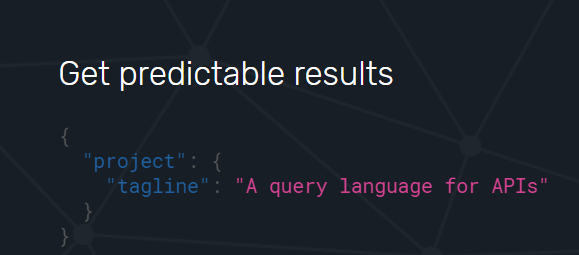 Get predictable results
{
  "project": {
    "tagline": "A query language for APIs"
  }
}